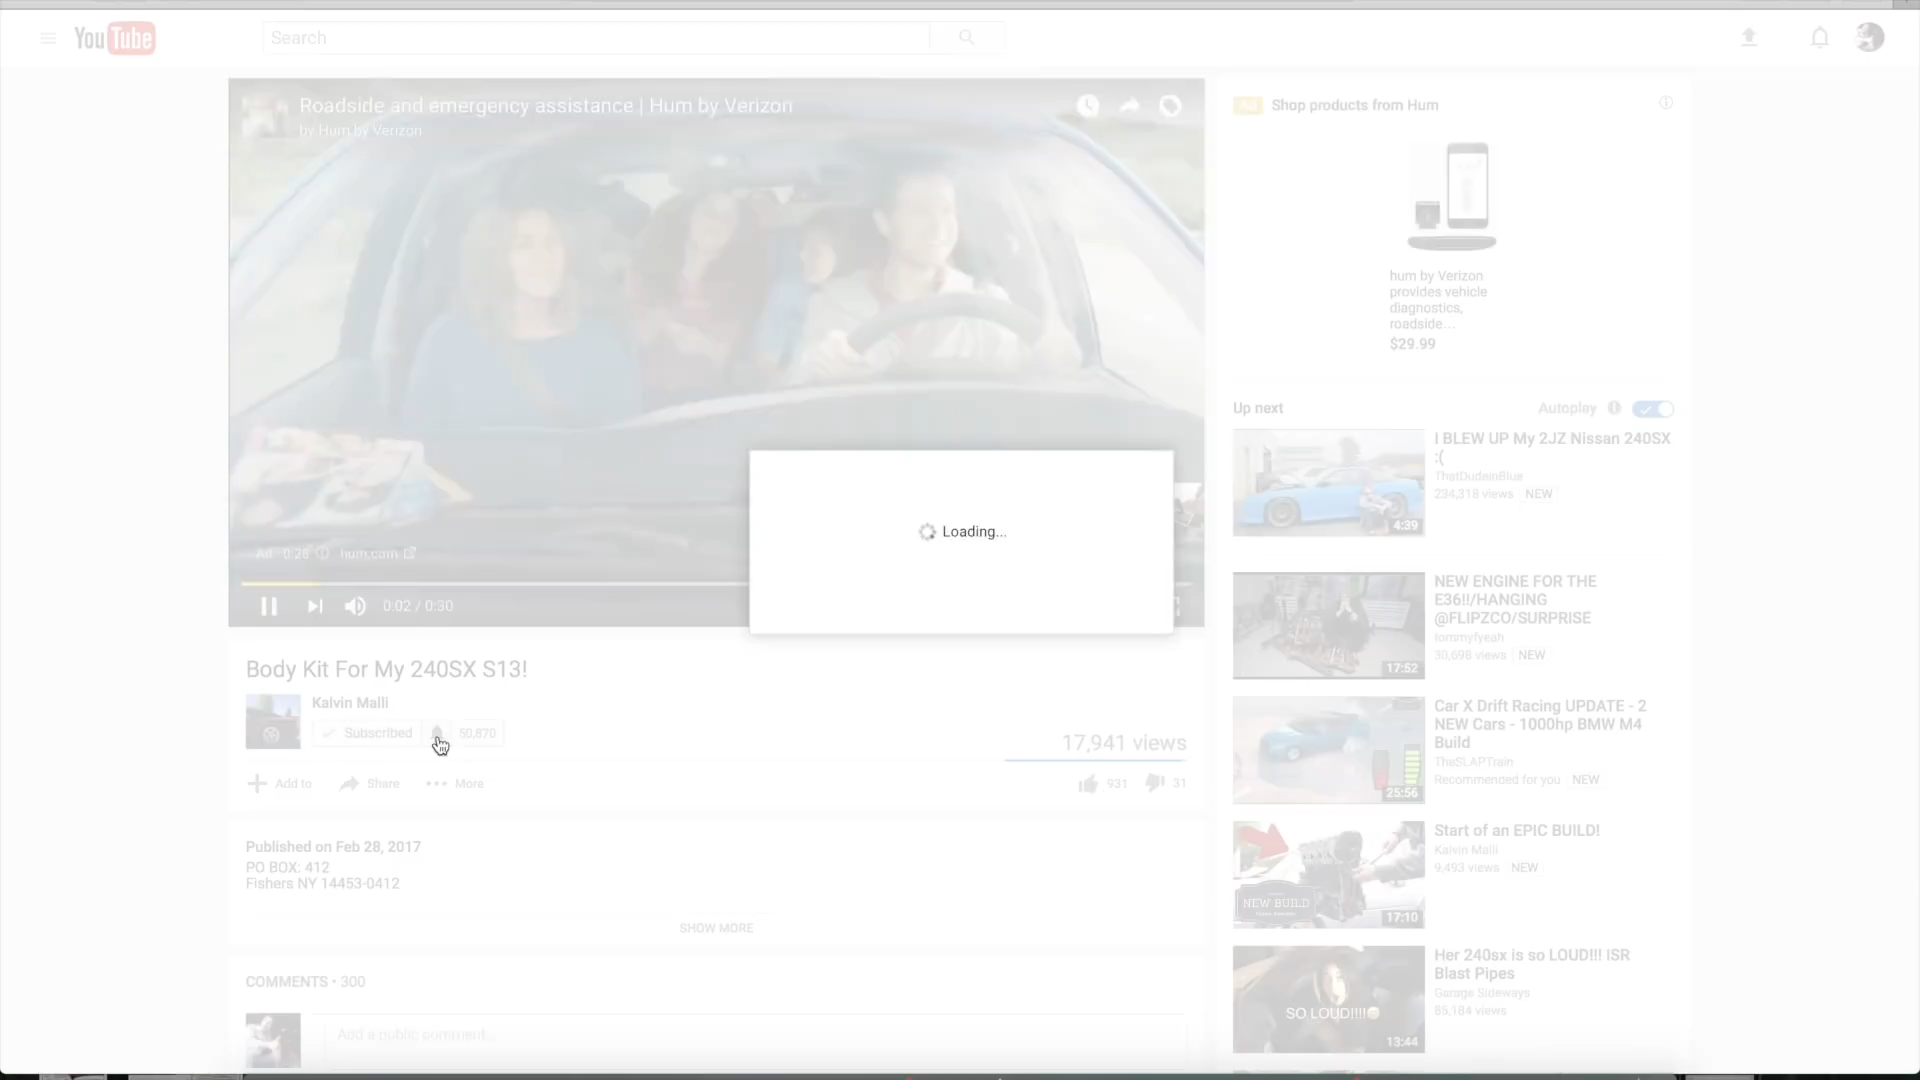 YouTube
Search
Roadside and emergency assistance | Hum by Verizon
by Hum by Verizon
Ad · 0:28
hum.com
0:02 / 0:30
Loading...
Body Kit For My 240SX S13!
Kalvin Malli
Subscribed
50,870
17,941 views
Add to
Share
More
931
31
Published on Feb 28, 2017
PO BOX: 412
Fishers NY 14453-0412
SHOW MORE
COMMENTS • 300
Add a public comment...
Ad
Shop products from Hum
hum by Verizon
provides vehicle
diagnostics,
roadside...
$29.99
Up next
Autoplay
I BLEW UP My 2JZ Nissan 240SX
:(
ThatDudeinBlue
234,318 views NEW
4:39
NEW ENGINE FOR THE
E36!!/HANGING
@FLIPZCO/SURPRISE
tommyfyeah
30,698 views NEW
17:52
Car X Drift Racing UPDATE - 2
NEW Cars - 1000hp BMW M4
Build
TheSLAPTrain
Recommended for you NEW
25:56
Start of an EPIC BUILD!
Kalvin Malli
9,493 views NEW
NEW BUILD
17:10
Her 240sx is so LOUD!!! ISR
Blast Pipes
Garage Sideways
85,184 views
SO LOUD!!!!
13:44